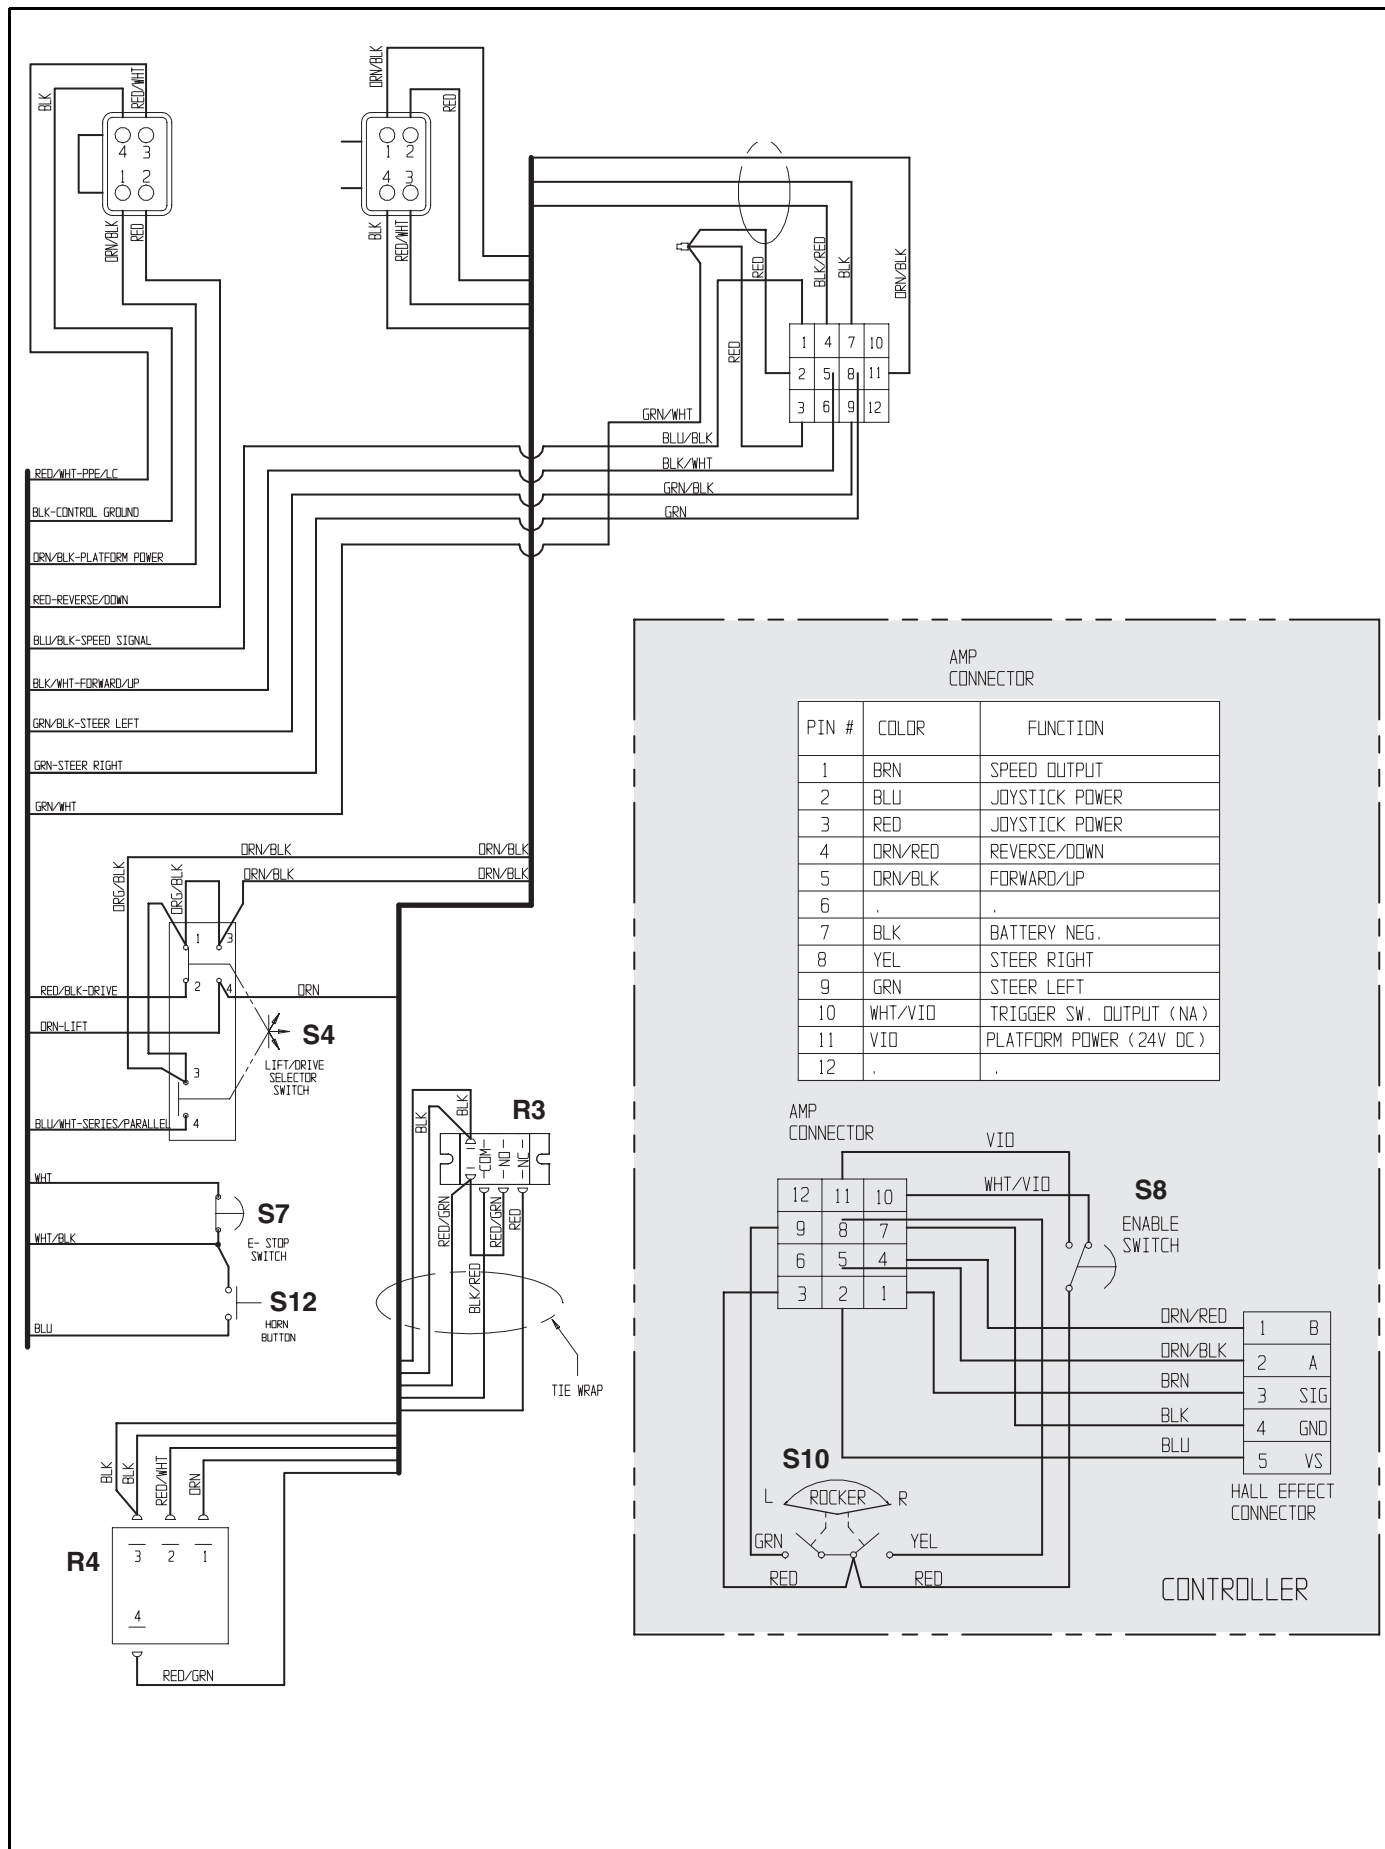 BLK
RED/WHT
4 3
1 2
ORN/BLK
RED
ORN/BLK
RED
1 2
4 3
BLK
RED/WHT
RED
BLK/RED
BLK
ORN/BLK
RED
1 4 7 10
2 5 8 11
3 6 9 12
GRN/WHT
BLU/BLK
BLK/WHT
GRN/BLK
GRN
RED/WHT-PPE/LC
BLK-CONTROL GROUND
ORN/BLK-PLATFORM POWER
RED-REVERSE/DOWN
BLU/BLK-SPEED SIGNAL
BLK/WHT-FORWARD/UP
GRN/BLK-STEER LEFT
GRN-STEER RIGHT
GRN/WHT
ORN/BLK
ORN/BLK
ORN/BLK
ORN/BLK
ORG/BLK
ORG/BLK
1 3
2 4
RED/BLK-DRIVE
ORN
ORN-LIFT
S4
LIFT/DRIVE
SELECTOR
SWITCH
3
4
BLU/WHT-SERIES/PARALLEL
WHT
S7
E- STOP
SWITCH
WHT/BLK
S12
HORN
BUTTON
BLU
BLK
BLK
R3
COM
NO
NC
RED/GRN
RED/GRN
RED
BLK/RED
TIE WRAP
BLK
BLK
RED/WHT
ORN
R4
3 2 1
4
RED/GRN
AMP
CONNECTOR
PIN # COLOR FUNCTION
1 BRN SPEED OUTPUT
2 BLU JOYSTICK POWER
3 RED JOYSTICK POWER
4 ORN/RED REVERSE/DOWN
5 ORN/BLK FORWARD/UP
6 . .
7 BLK BATTERY NEG.
8 YEL STEER RIGHT
9 GRN STEER LEFT
10 WHT/VIO TRIGGER SW. OUTPUT (NA)
11 VIO PLATFORM POWER (24V DC)
12 . .
AMP
CONNECTOR
VIO
WHT/VIO
12 11 10
9 8 7
6 5 4
3 2 1
S8
ENABLE
SWITCH
ORN/RED
1 B
ORN/BLK
2 A
BRN
3 SIG
BLK
4 GND
BLU
5 VS
HALL EFFECT
CONNECTOR
S10
L ROCKER R
GRN
YEL
RED
RED
CONTROLLER